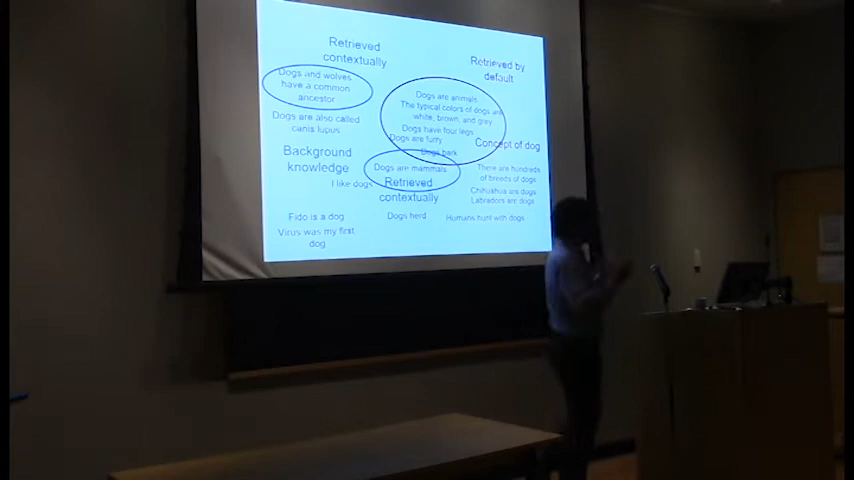 Retrieved
contextually
Retrieved by
default
Dogs and wolves
have a common
ancestor
Dogs are animals
The typical colors of dogs are
white, brown, and grey
Dogs have four legs
Dogs are furry
Dogs bark
Dogs are also called
canis lupus
Concept of dog
Background
knowledge
Dogs are mammals
Retrieved
contextually
I like dogs
There are hundreds
of breeds of dogs
Chihuahua are dogs
Labradors are dogs
Fido is a dog
Virus was my first
dog
Dogs herd
Humans hunt with dogs